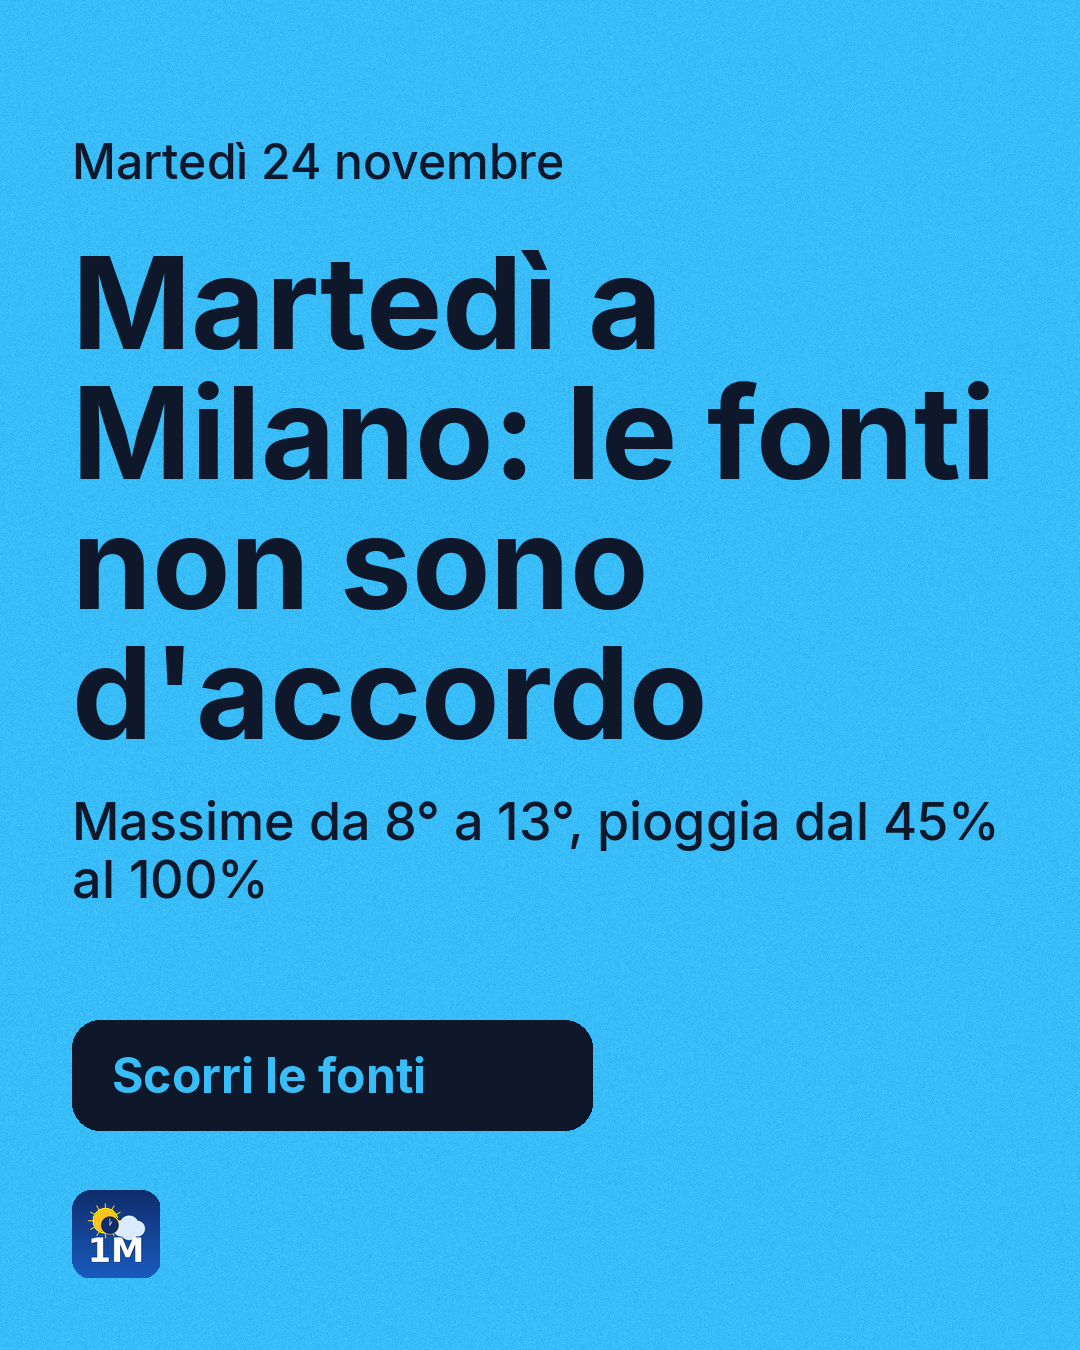 Martedì 24 novembre
Martedì a
Milano: le fonti
non sono
d'accordo
Massime da 8° a 13°, pioggia dal 45%
al 100%
Scorri le fonti
1M